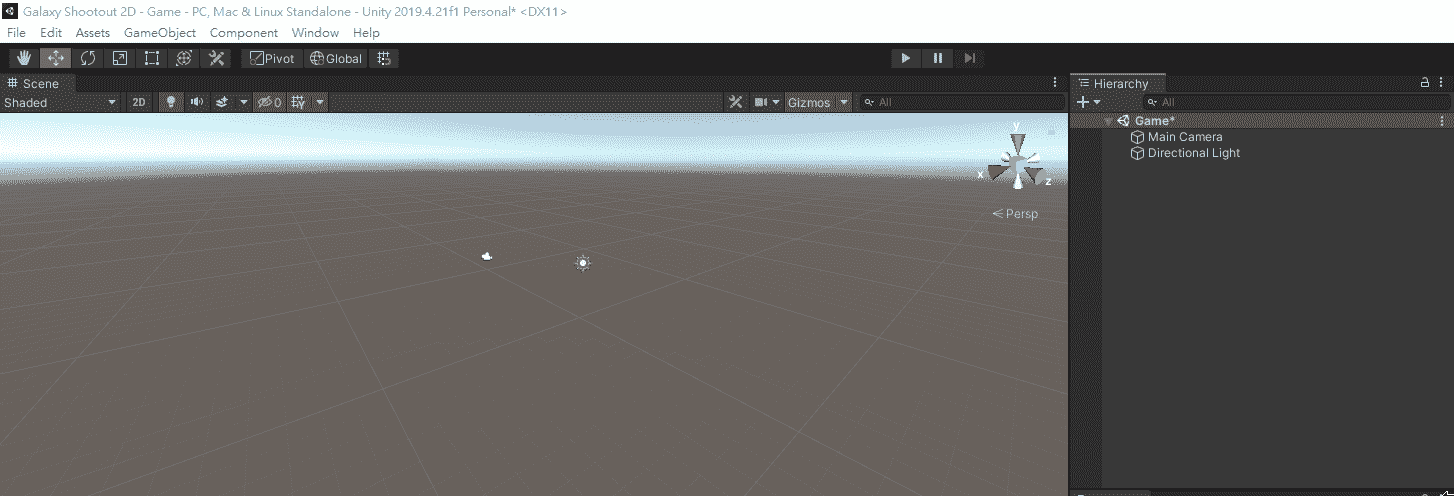 Galaxy Shootout 2D - Game - PC, Mac & Linux Standalone - Unity 2019.4.21f1 Personal* <DX11>
File Edit Assets GameObject Component Window Help
Pivot Global
Scene Hierarchy
Shaded 2D 0 Gizmos All All
Game*
Main Camera
Directional Light
y
x z
Persp